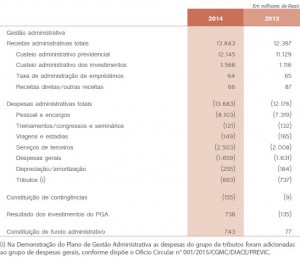 Em milhares de Reais
2014 2013
Gestão administrativa
Receitas administrativas totais 13.843 12.397
Custeio administrativo previdencial 12.145 11.129
Custeio administrativo dos investimentos 1.568 1.116
Taxa de administração de empréstimos 64 65
Receitas diretas/outras receitas 66 87
Despesas administrativas totais (13.683) (12.176)
Pessoal e encargos (8.103) (7.319)
Treinamentos/congressos e seminários (121) (132)
Viagens e estadias (149) (165)
Serviços de terceiros (2.503) (2.008)
Despesas gerais (1.659) (1.631)
Depreciação/amortização (255) (184)
Tributos (i) (893) (737)
Constituição de contingências (155) (9)
Resultado dos investimentos do PGA 738 (135)
Constituição de fundo administrativo 743 77
(i) Na Demonstração do Plano de Gestão Administrativa as despesas do grupo de tributos foram adicionadas
ao grupo de despesas gerais, conforme dispõe o Ofício Circular nº 001/2015/CGMC/DIACE/PREVIC.